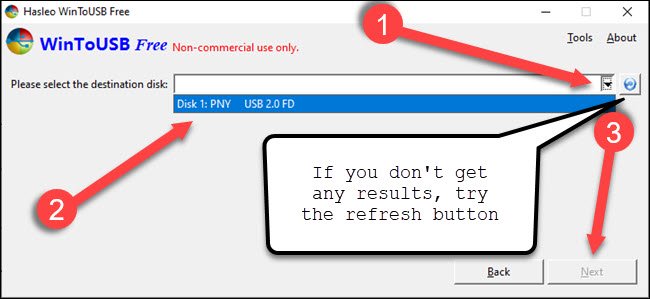 Hasleo WinToUSB Free
WinToUSB Free Non-commercial use only.
Tools About
1
Please select the destination disk:
Disk 1: PNY USB 2.0 FD
2
3
If you don't get
any results, try
the refresh button
Back Next